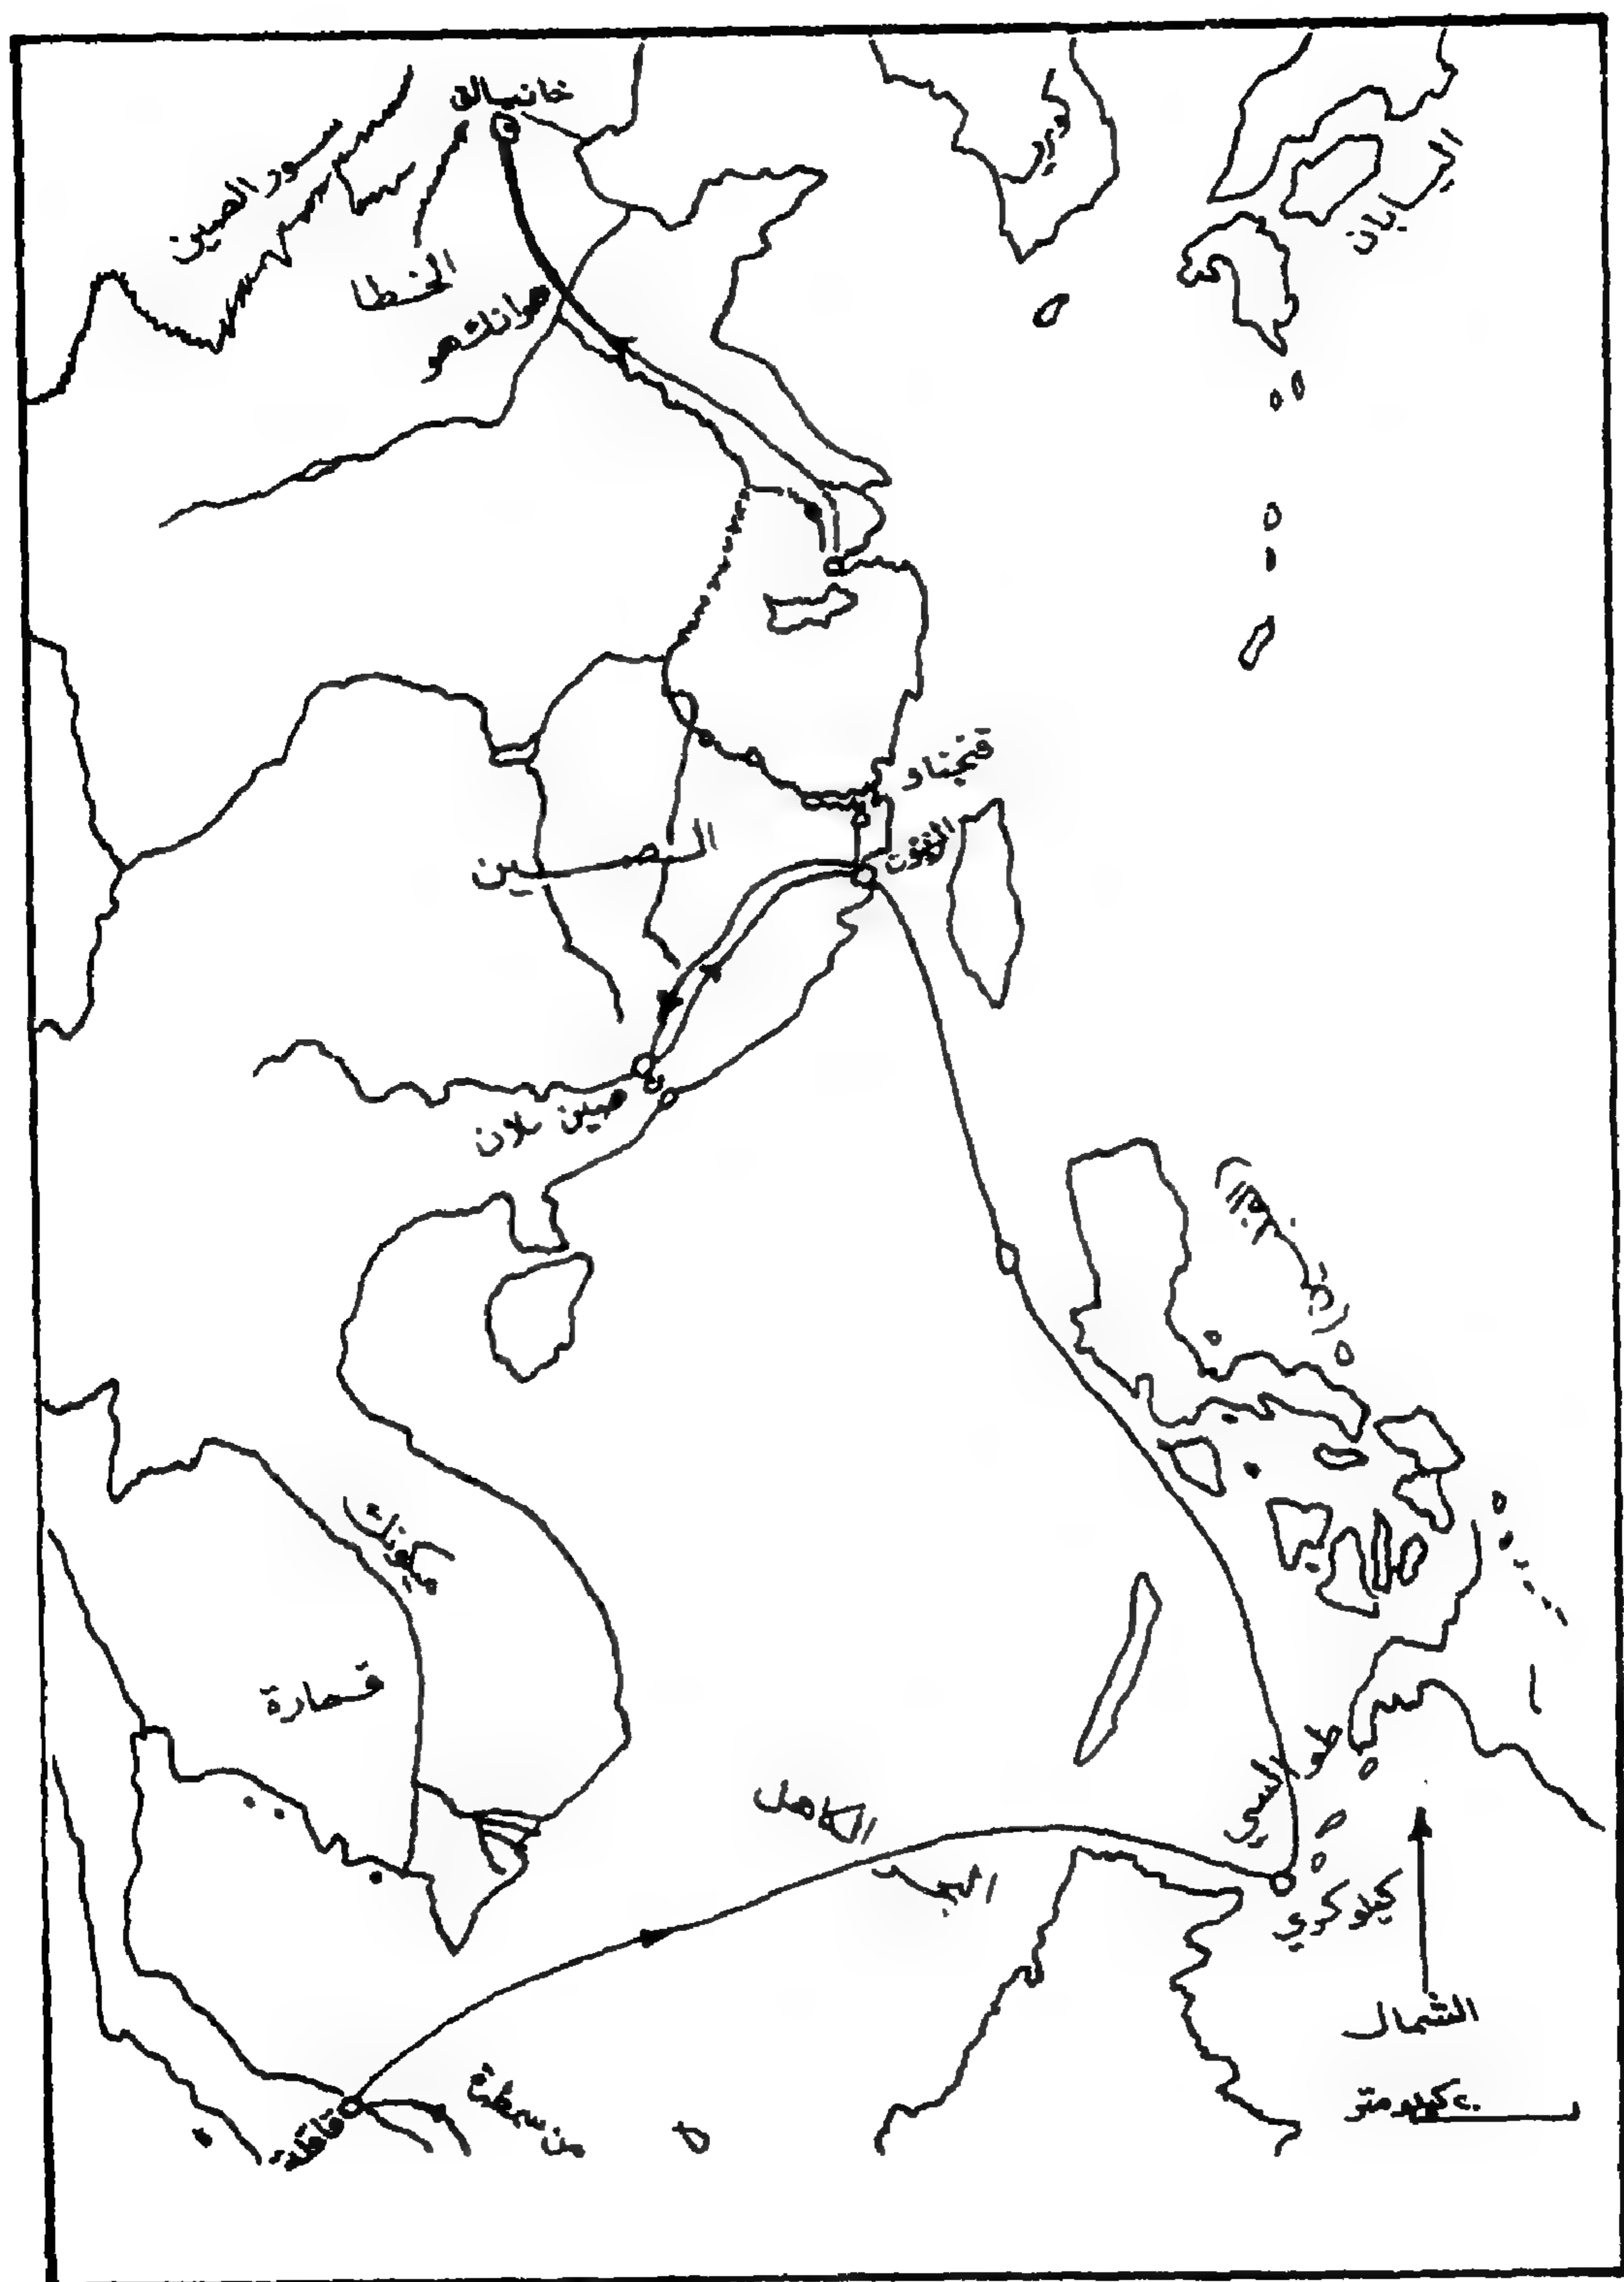 خانبالق
سور الصين
الخطا
هوانك هو
كوريا
اليابان
قنجنفو
الزيتون
الصين
صين كلان
ميكونك
قمارة
طوالسي
الكاهل
البحر
كيلوكري
الشمال
كيلومتر
من سمطرة
قاقلة